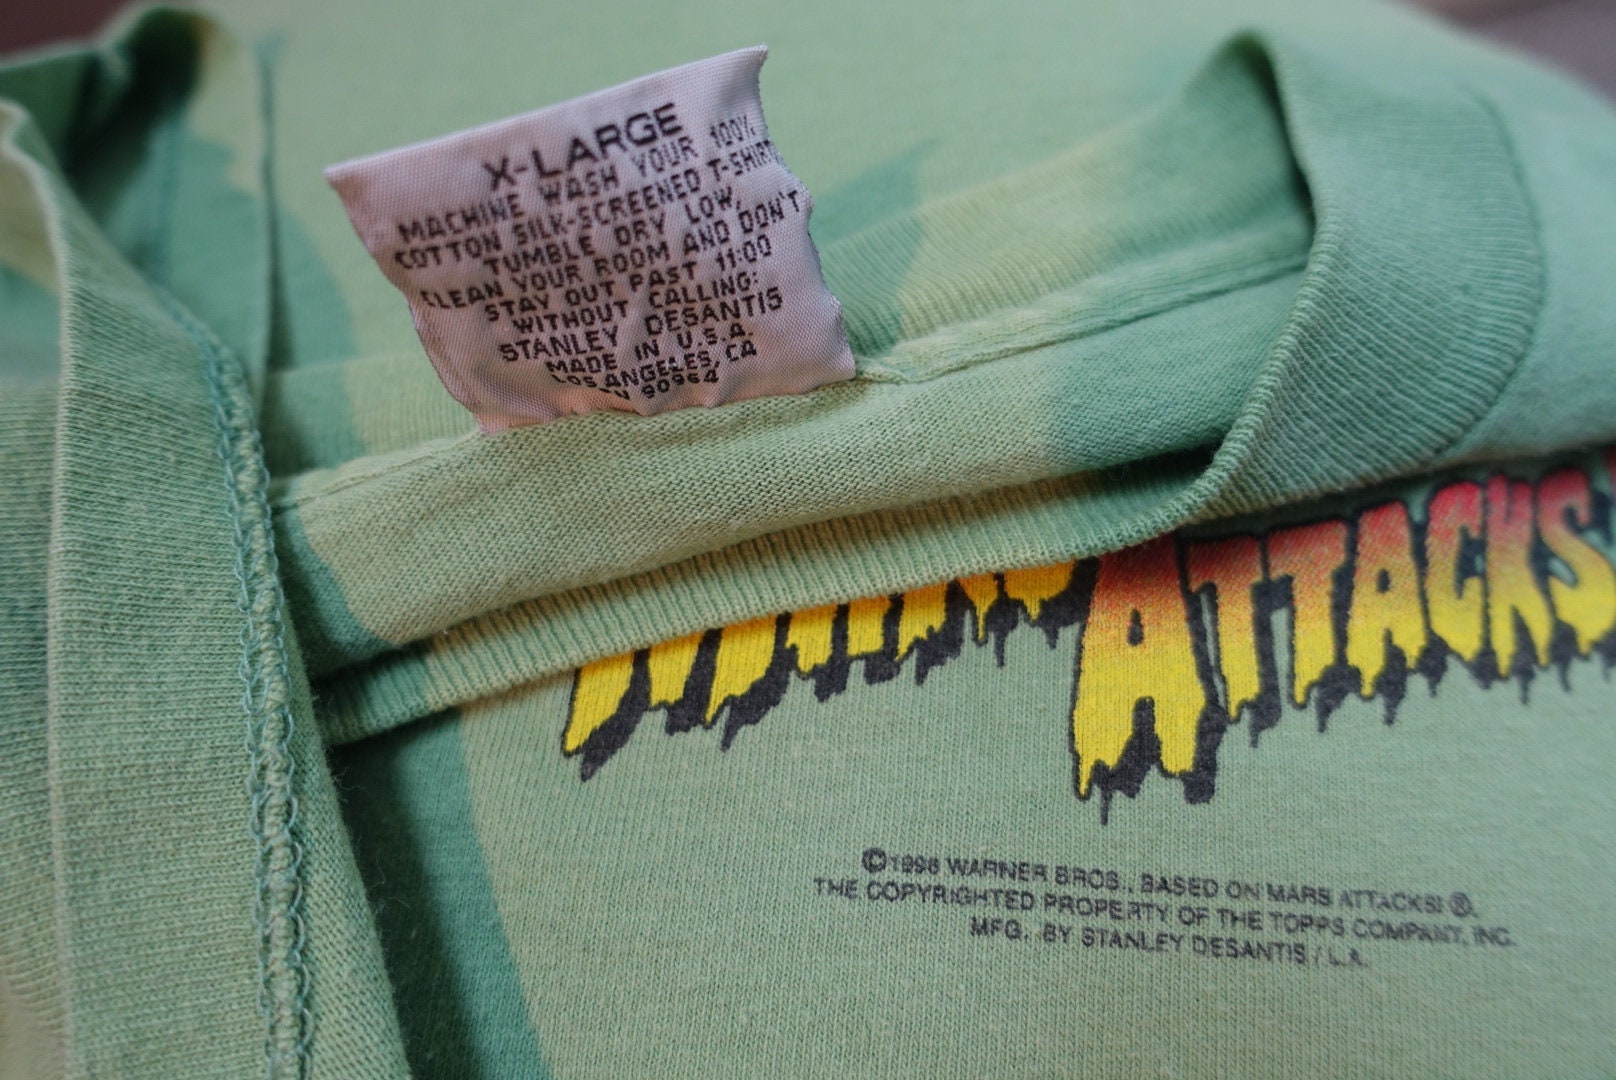 X-LARGE
MACHINE WASH YOUR 100%
COTTON SILK-SCREENED T-SHIRT
TUMBLE DRY LOW,
CLEAN YOUR ROOM AND DON'T
STAY OUT PAST 11:00
WITHOUT CALLING:
STANLEY DESANTIS
MADE IN U.S.A.
LOS ANGELES, CA
90964
ATTACKS
©1996 WARNER BROS., BASED ON MARS ATTACKS! ®,
THE COPYRIGHTED PROPERTY OF THE TOPPS COMPANY, INC.
MFG. BY STANLEY DESANTIS / L.A.